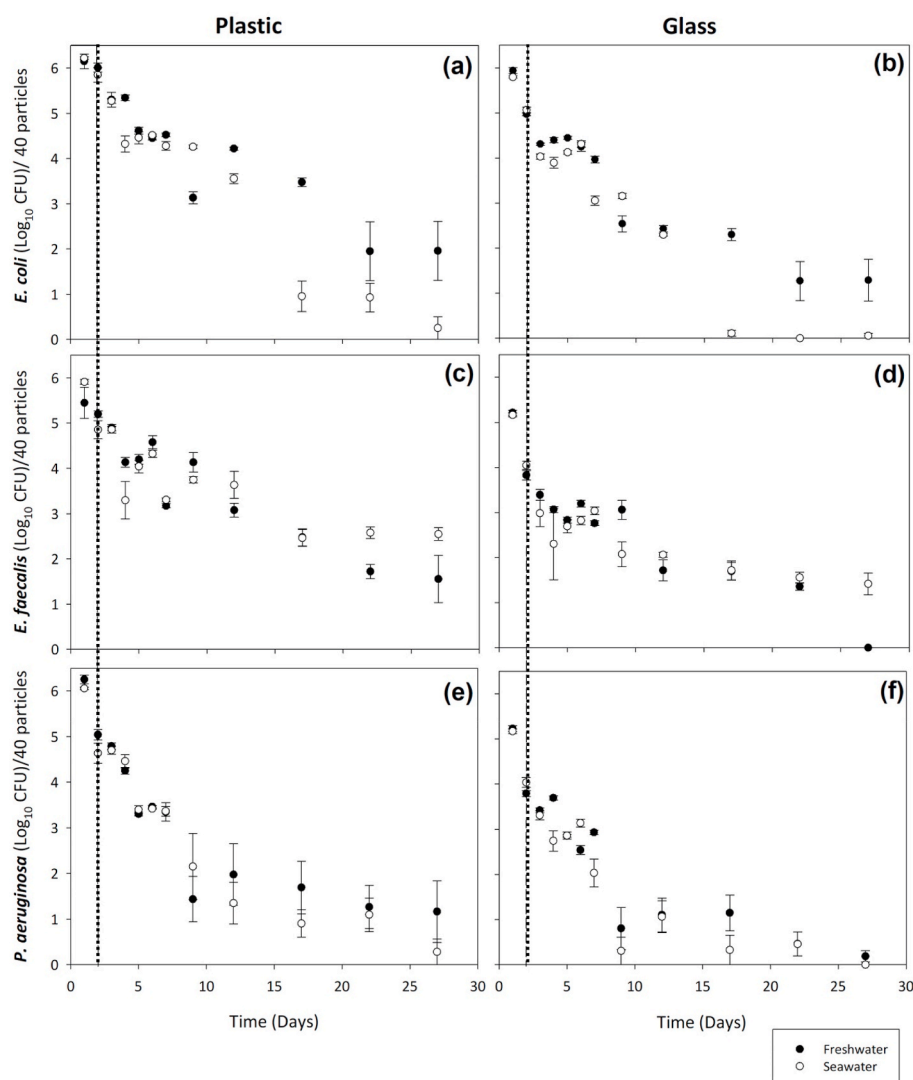 Plastic Glass
(a) (b)
E. coli (Log10 CFU)/ 40 particles
6
5
4
3
2
1
0
(c) (d)
E. faecalis (Log10 CFU)/40 particles
6
5
4
3
2
1
0
(e) (f)
P. aeruginosa (Log10 CFU)/40 particles
6
5
4
3
2
1
0
0 5 10 15 20 25 30 0 5 10 15 20 25 30
Time (Days) Time (Days)
Freshwater
Seawater